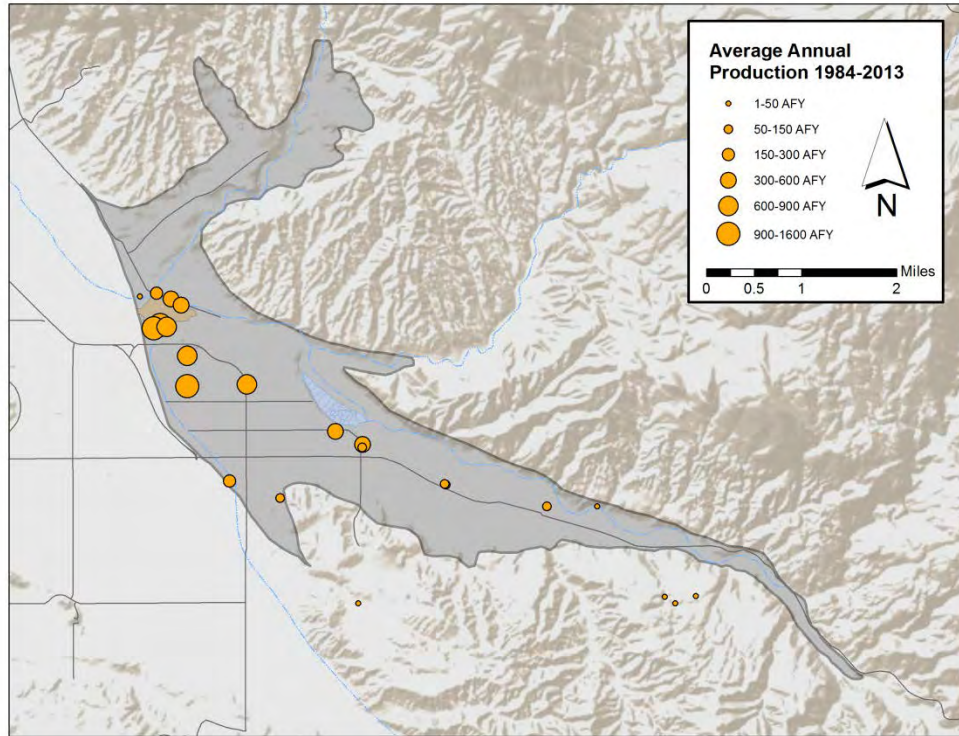 Average Annual
Production 1984-2013
1-50 AFY
50-150 AFY
150-300 AFY
300-600 AFY
600-900 AFY
900-1600 AFY
N
Miles
0 0.5 1 2